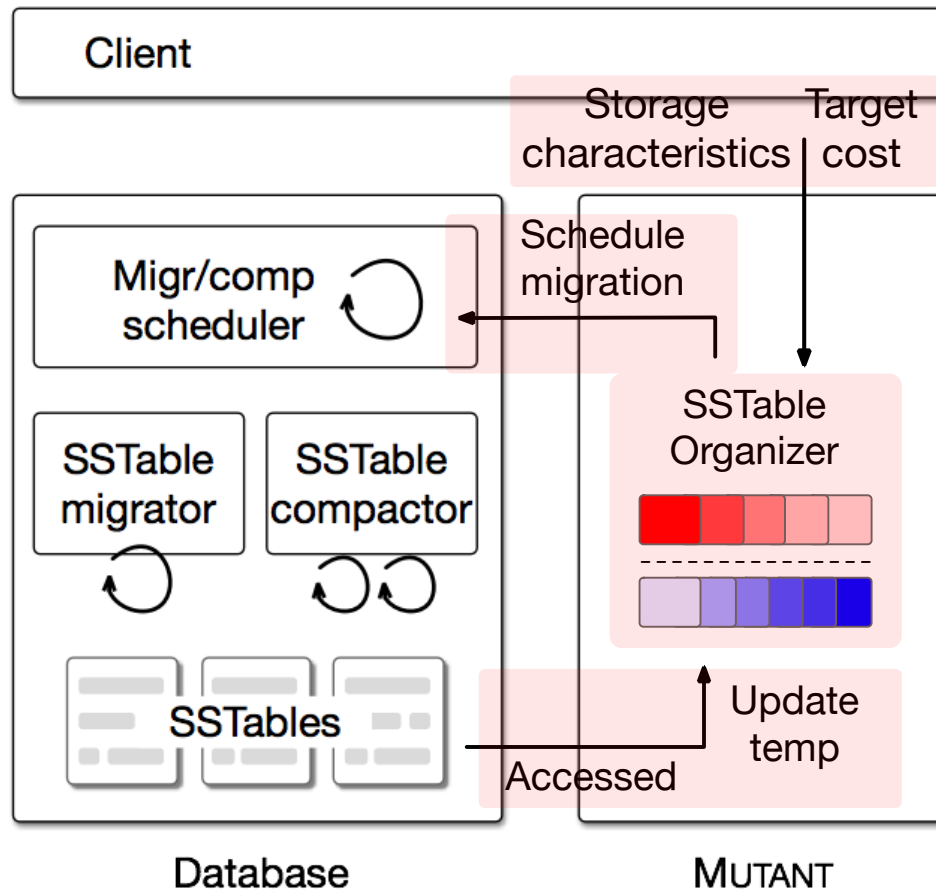 Client
Storage
characteristics
Target
cost
Schedule
migration
Migr/comp
scheduler
SSTable
Organizer
SSTable
migrator
SSTable
compactor
SSTables
Update
temp
Accessed
Database
MUTANT